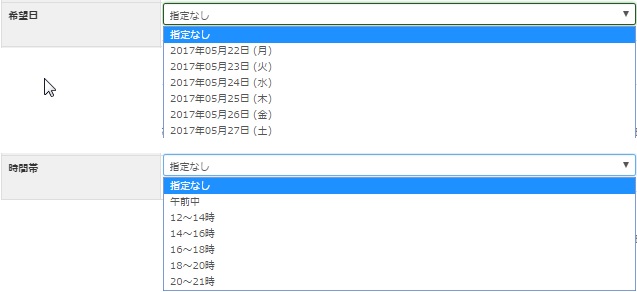 希望日
指定なし
指定なし
2017年05月22日 (月)
2017年05月23日 (火)
2017年05月24日 (水)
2017年05月25日 (木)
2017年05月26日 (金)
2017年05月27日 (土)
時間帯
指定なし
指定なし
午前中
12～14時
14～16時
16～18時
18～20時
20～21時